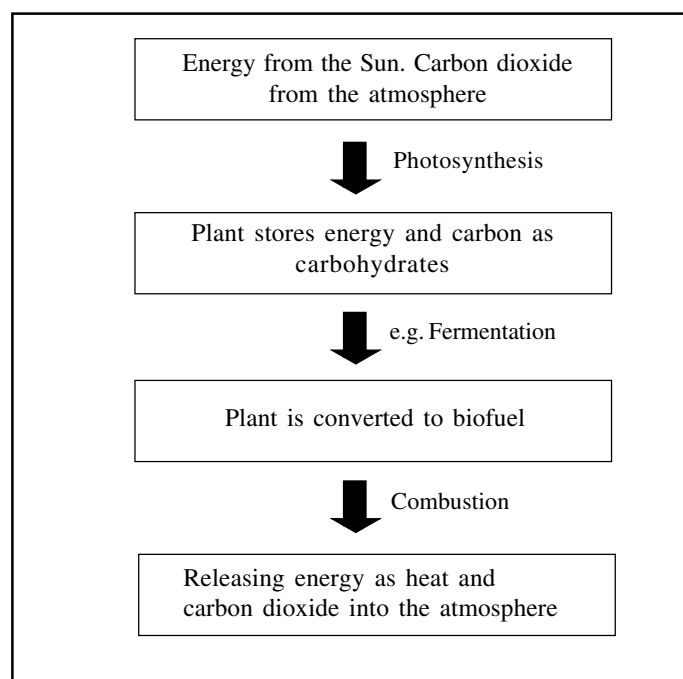 Energy from the Sun. Carbon dioxide
from the atmosphere
Photosynthesis
Plant stores energy and carbon as
carbohydrates
e.g. Fermentation
Plant is converted to biofuel
Combustion
Releasing energy as heat and
carbon dioxide into the atmosphere